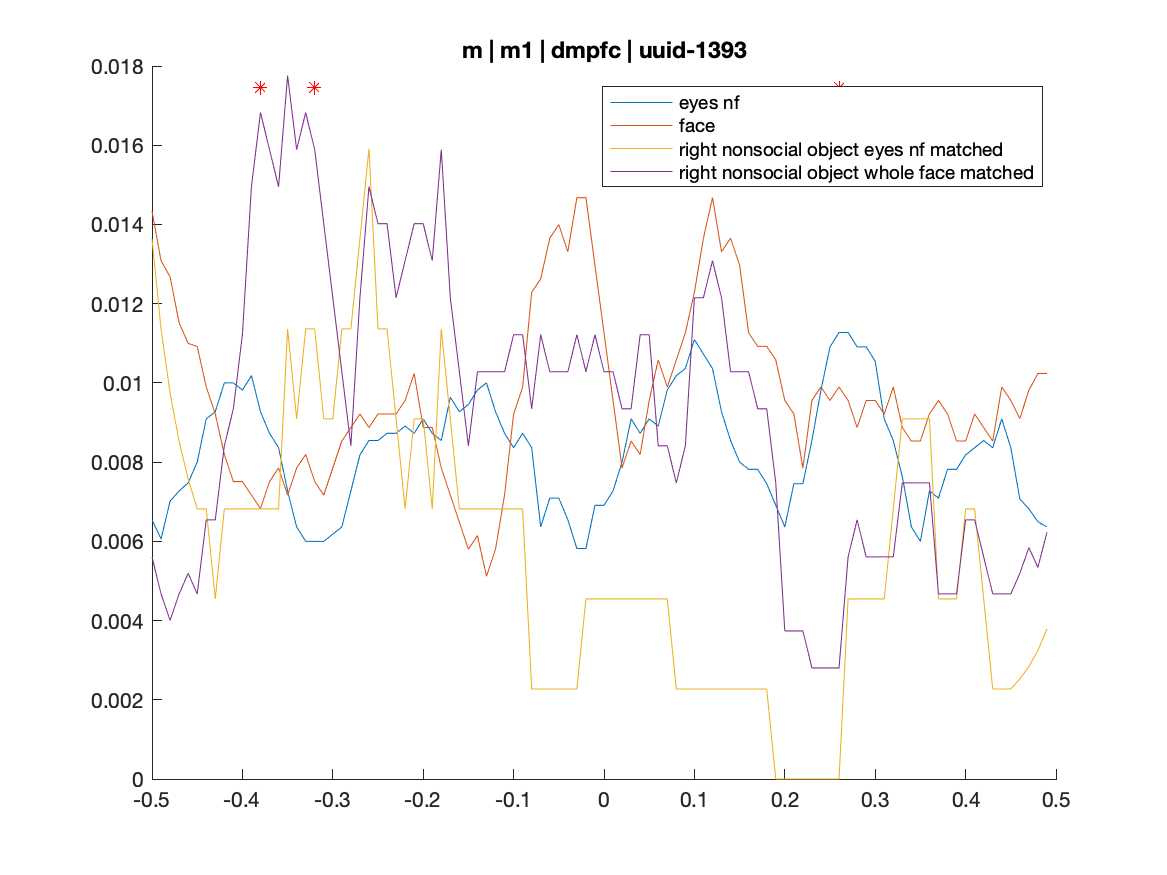 m | m1 | dmpfc | uuid-1393
0.018
0.016
0.014
0.012
0.01
0.008
0.006
0.004
0.002
0
eyes nf
face
right nonsocial object eyes nf matched
right nonsocial object whole face matched
-0.5 -0.4 -0.3 -0.2 -0.1 0 0.1 0.2 0.3 0.4 0.5